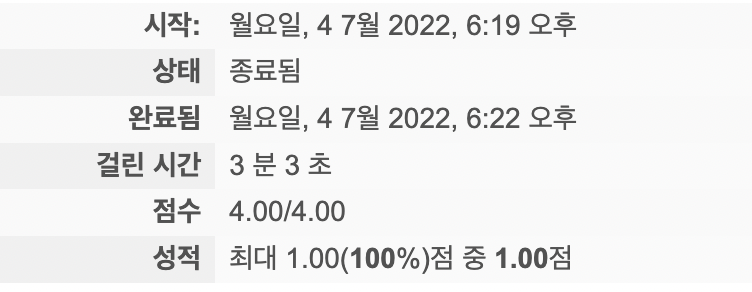 시작: 월요일, 4 7월 2022, 6:19 오후
상태 종료됨
완료됨 월요일, 4 7월 2022, 6:22 오후
걸린 시간 3 분 3 초
점수 4.00/4.00
성적 최대 1.00(100%)점 중 1.00점